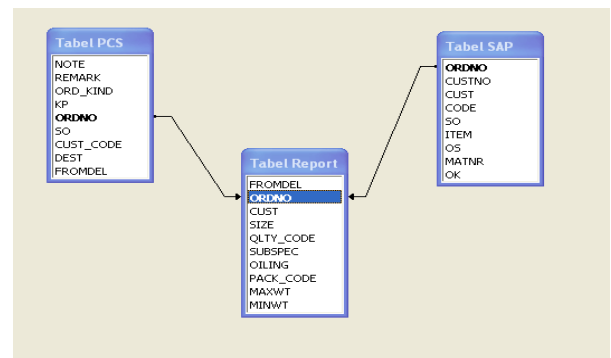 Tabel PCS
NOTE
REMARK
ORD_KIND
KP
ORDNO
SO
CUST_CODE
DEST
FROMDEL
Tabel SAP
ORDNO
CUSTNO
CUST
CODE
SO
ITEM
OS
MATNR
OK
Tabel Report
FROMDEL
ORDNO
CUST
SIZE
QLTY_CODE
SUBSPEC
OILING
PACK_CODE
MAXWT
MINWT